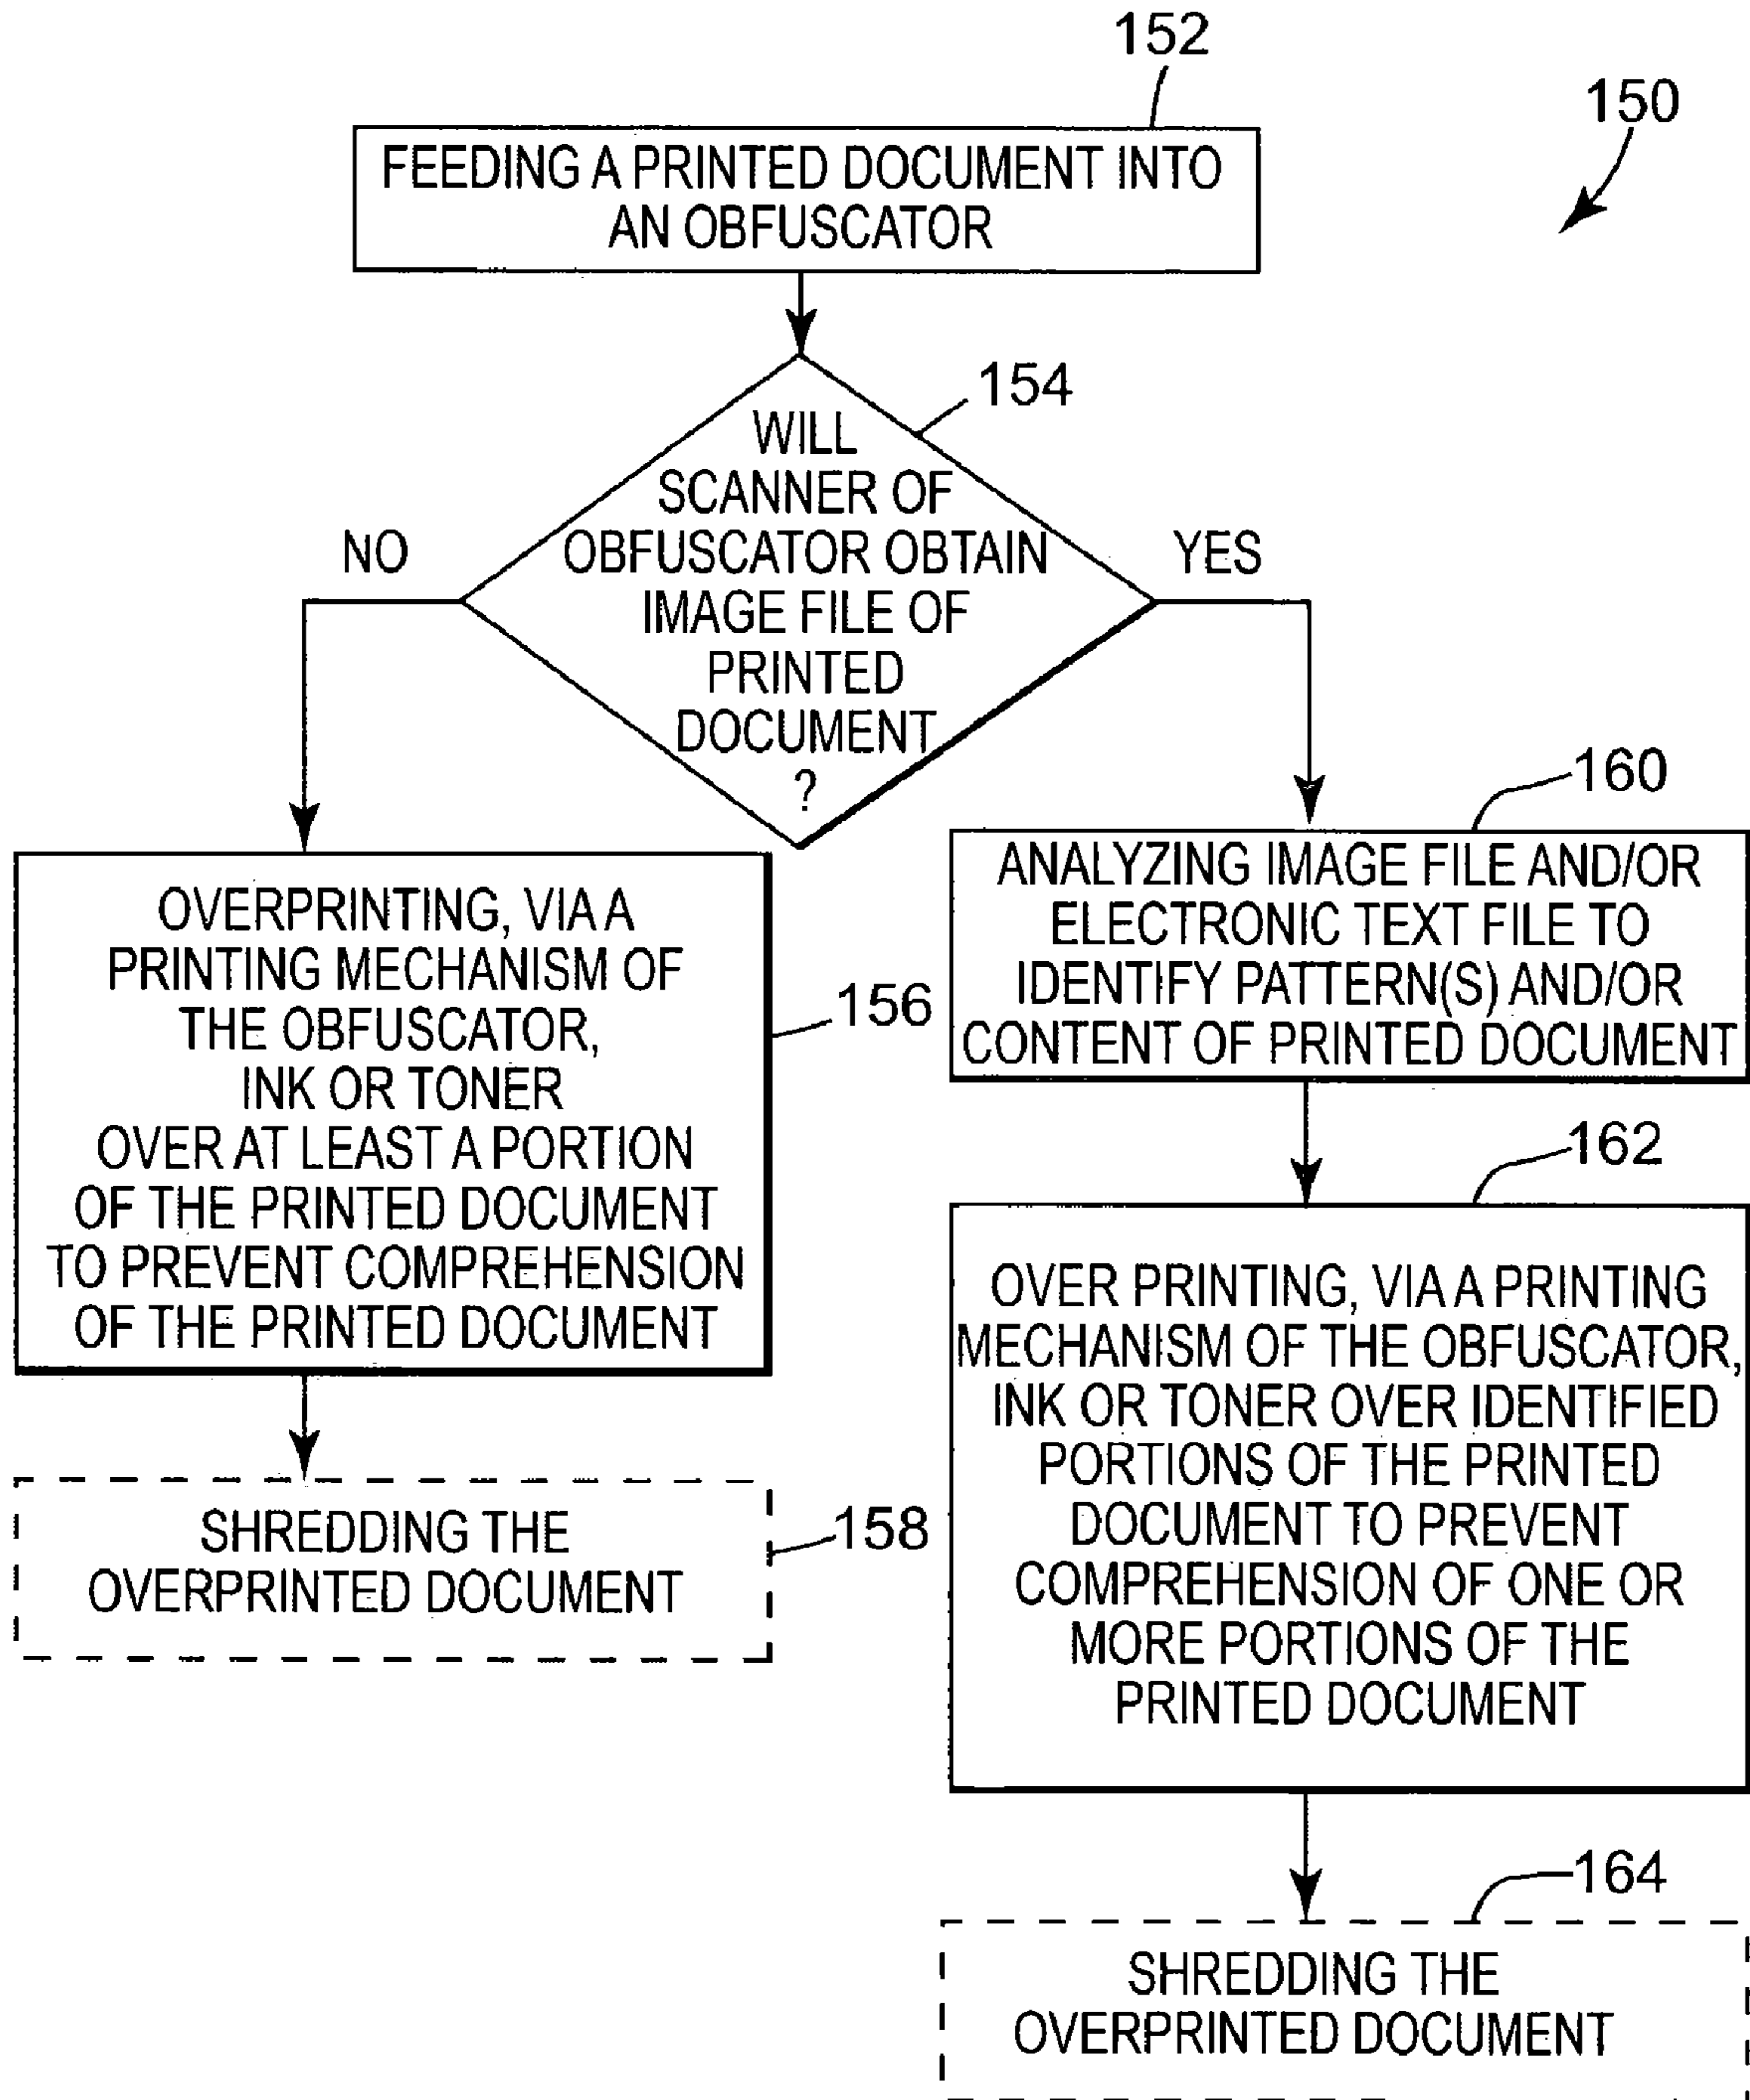 152
150
FEEDING A PRINTED DOCUMENT INTO
AN OBFUSCATOR
154
WILL
SCANNER OF
OBFUSCATOR OBTAIN
IMAGE FILE OF
PRINTED
DOCUMENT
?
NO
YES
156
OVERPRINTING, VIA A
PRINTING MECHANISM OF
THE OBFUSCATOR,
INK OR TONER
OVER AT LEAST A PORTION
OF THE PRINTED DOCUMENT
TO PREVENT COMPREHENSION
OF THE PRINTED DOCUMENT
158
SHREDDING THE
OVERPRINTED DOCUMENT
160
ANALYZING IMAGE FILE AND/OR
ELECTRONIC TEXT FILE TO
IDENTIFY PATTERN(S) AND/OR
CONTENT OF PRINTED DOCUMENT
162
OVER PRINTING, VIA A PRINTING
MECHANISM OF THE OBFUSCATOR,
INK OR TONER OVER IDENTIFIED
PORTIONS OF THE PRINTED
DOCUMENT TO PREVENT
COMPREHENSION OF ONE OR
MORE PORTIONS OF THE
PRINTED DOCUMENT
164
SHREDDING THE
OVERPRINTED DOCUMENT